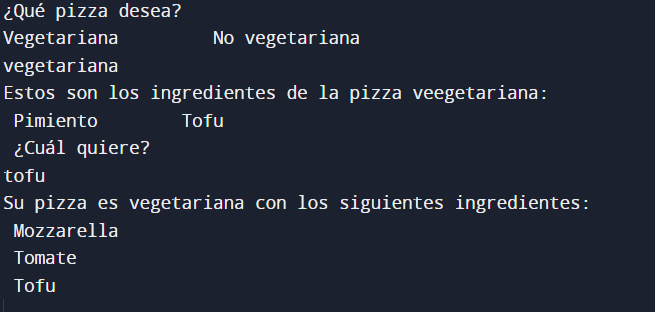 ¿Qué pizza desea?
Vegetariana No vegetariana
vegetariana
Estos son los ingredientes de la pizza veegetariana:
Pimiento Tofu
¿Cuál quiere?
tofu
Su pizza es vegetariana con los siguientes ingredientes:
Mozzarella
Tomate
Tofu